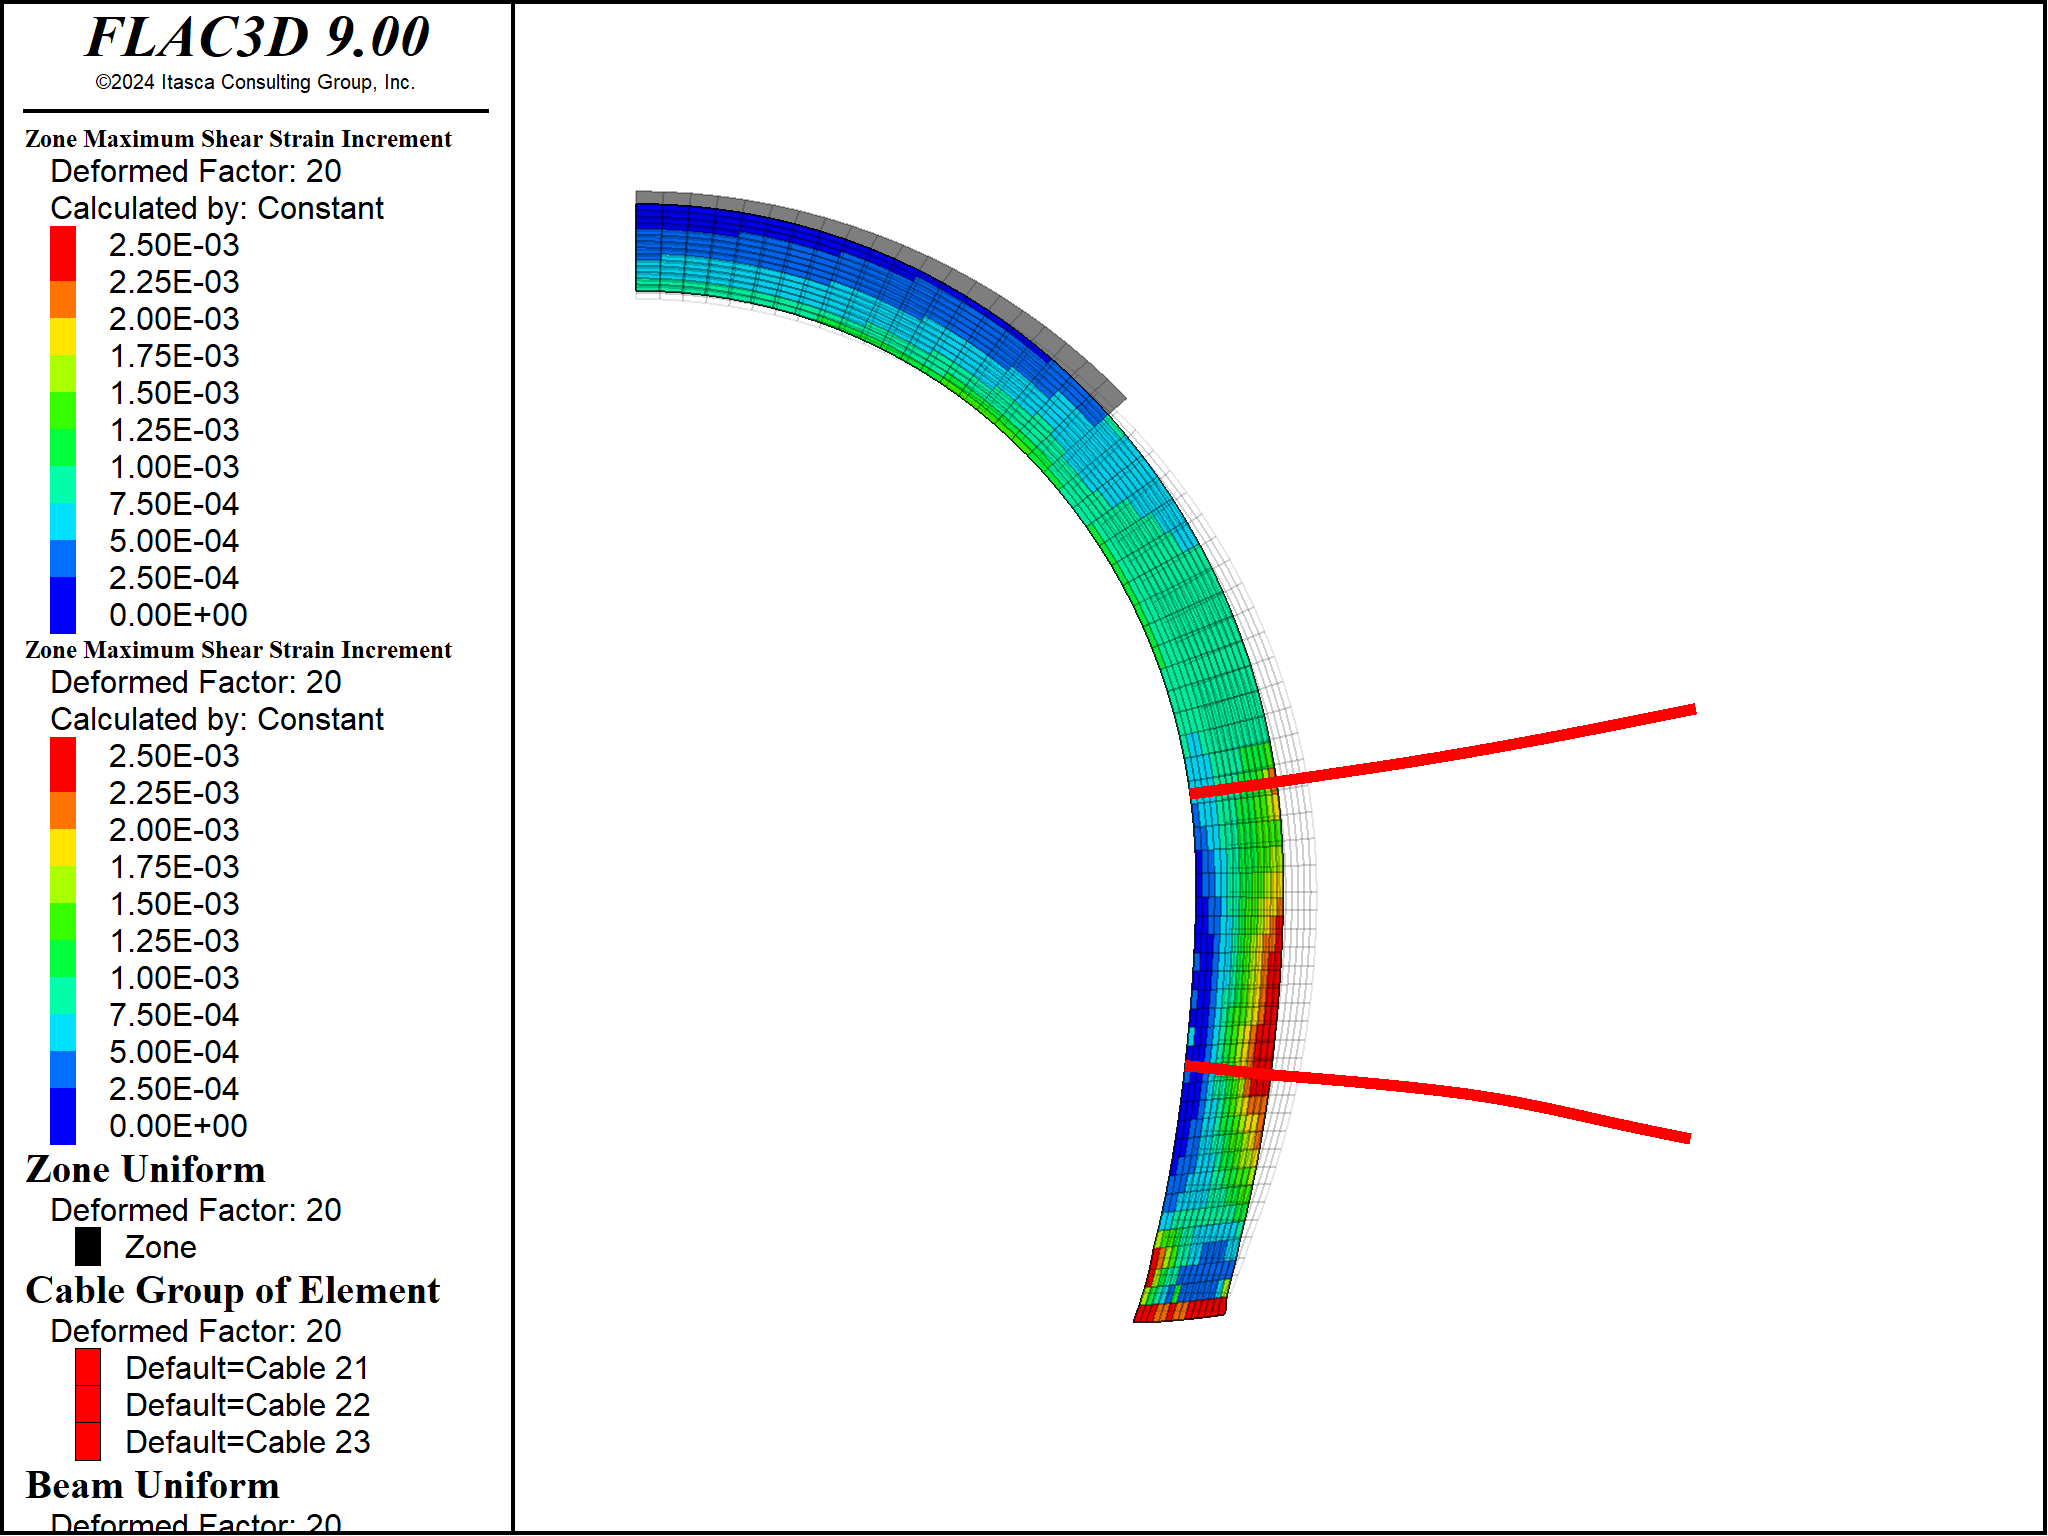 FLAC3D 9.00
©2024 Itasca Consulting Group, Inc.
Zone Maximum Shear Strain Increment
Deformed Factor: 20
Calculated by: Constant
2.50E-03
2.25E-03
2.00E-03
1.75E-03
1.50E-03
1.25E-03
1.00E-03
7.50E-04
5.00E-04
2.50E-04
0.00E+00
Zone Maximum Shear Strain Increment
Deformed Factor: 20
Calculated by: Constant
2.50E-03
2.25E-03
2.00E-03
1.75E-03
1.50E-03
1.25E-03
1.00E-03
7.50E-04
5.00E-04
2.50E-04
0.00E+00
Zone Uniform
Deformed Factor: 20
Zone
Cable Group of Element
Deformed Factor: 20
Default=Cable 21
Default=Cable 22
Default=Cable 23
Beam Uniform
Deformed Factor: 20